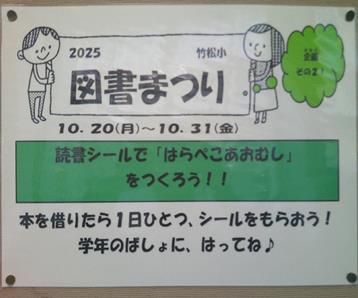 2025 竹松小
図書まつり
企画
その2!
10.20(月)～10.31(金)
読書シールで「はらぺこあおむし」
をつくろう！！
本を借りたら1日ひとつ、シールをもらおう！
学年のばしょに、はってね♪